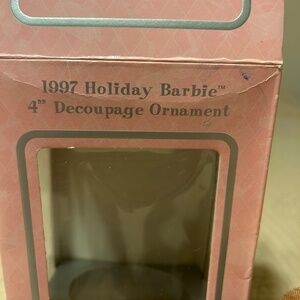 1997 Holiday Barbie™
4" Decoupage Ornament